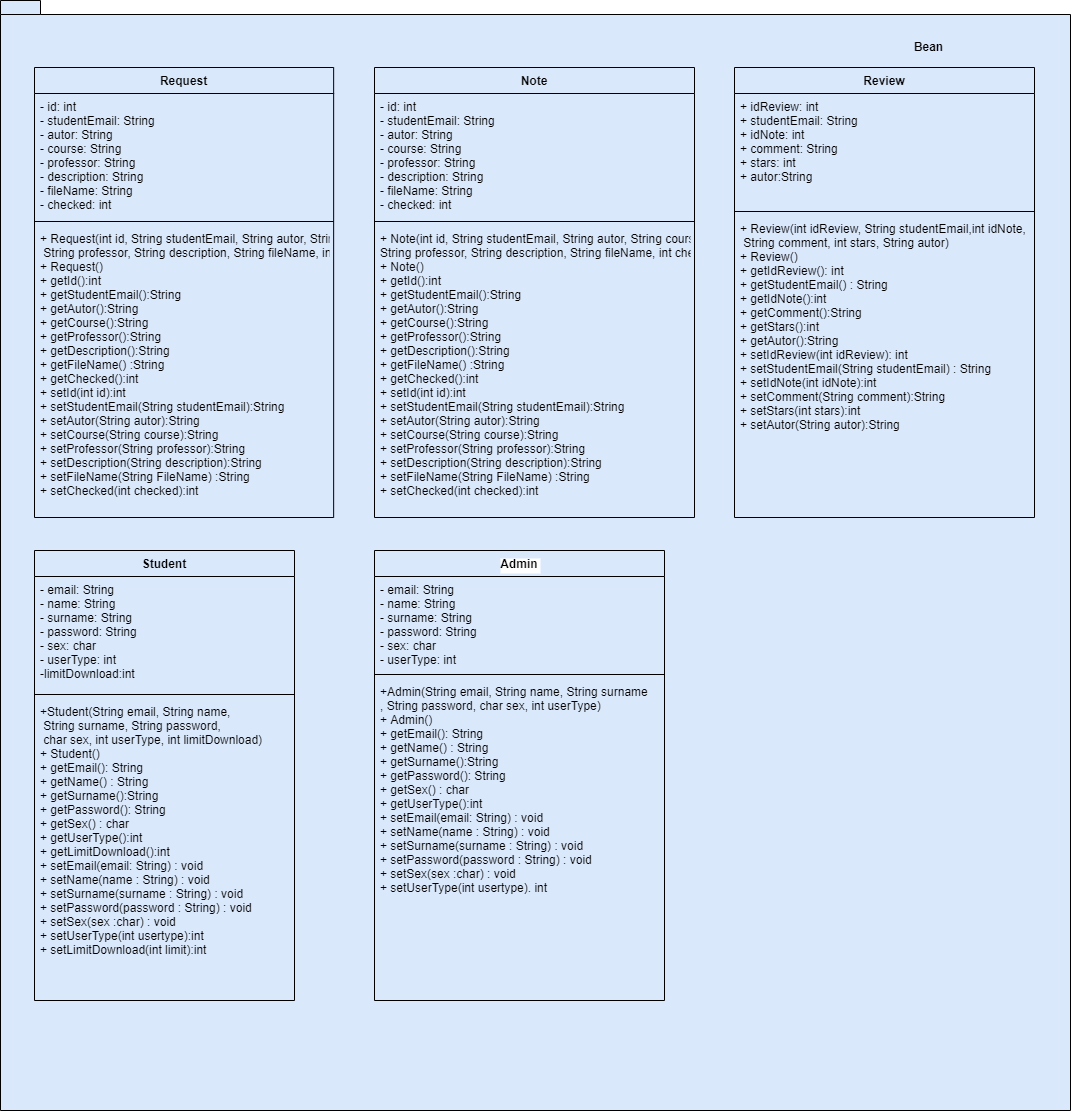 Bean
Request
- id: int
- studentEmail: String
- autor: String
- course: String
- professor: String
- description: String
- fileName: String
- checked: int
+ Request(int id, String studentEmail, String autor,
String professor, String description, String fileName,
+ Request()
+ getId():int
+ getStudentEmail():String
+ getAutor():String
+ getCourse():String
+ getProfessor():String
+ getDescription():String
+ getFileName() :String
+ getChecked():int
+ setId(int id):int
+ setStudentEmail(String studentEmail):String
+ setAutor(String autor):String
+ setCourse(String course):String
+ setProfessor(String professor):String
+ setDescription(String description):String
+ setFileName(String FileName) :String
+ setChecked(int checked):int
Note
- id: int
- studentEmail: String
- autor: String
- course: String
- professor: String
- description: String
- fileName: String
- checked: int
+ Note(int id, String studentEmail, String autor, String
String professor, String description, String fileName, int
+ Note()
+ getId():int
+ getStudentEmail():String
+ getAutor():String
+ getCourse():String
+ getProfessor():String
+ getDescription():String
+ getFileName() :String
+ getChecked():int
+ setId(int id):int
+ setStudentEmail(String studentEmail):String
+ setAutor(String autor):String
+ setCourse(String course):String
+ setProfessor(String professor):String
+ setDescription(String description):String
+ setFileName(String FileName) :String
+ setChecked(int checked):int
Review
+ idReview: int
+ studentEmail: String
+ idNote: int
+ comment: String
+ stars: int
+ autor:String
+ Review(int idReview, String studentEmail,int idNote,
String comment, int stars, String autor)
+ Review()
+ getIdReview(): int
+ getStudentEmail() : String
+ getIdNote():int
+ getComment():String
+ getStars():int
+ getAutor():String
+ setIdReview(int idReview): int
+ setStudentEmail(String studentEmail) : String
+ setIdNote(int idNote):int
+ setComment(String comment):String
+ setStars(int stars):int
+ setAutor(String autor):String
Student
- email: String
- name: String
- surname: String
- password: String
- sex: char
- userType: int
-limitDownload:int
+Student(String email, String name,
String surname, String password,
char sex, int userType, int limitDownload)
+ Student()
+ getEmail(): String
+ getName() : String
+ getSurname():String
+ getPassword(): String
+ getSex() : char
+ getUserType():int
+ getLimitDownload():int
+ setEmail(email: String) : void
+ setName(name : String) : void
+ setSurname(surname : String) : void
+ setPassword(password : String) : void
+ setSex(sex :char) : void
+ setUserType(int usertype):int
+ setLimitDownload(int limit):int
Admin
- email: String
- name: String
- surname: String
- password: String
- sex: char
- userType: int
+Admin(String email, String name, String surname
, String password, char sex, int userType)
+ Admin()
+ getEmail(): String
+ getName() : String
+ getSurname():String
+ getPassword(): String
+ getSex() : char
+ getUserType():int
+ setEmail(email: String) : void
+ setName(name : String) : void
+ setSurname(surname : String) : void
+ setPassword(password : String) : void
+ setSex(sex :char) : void
+ setUserType(int usertype). int